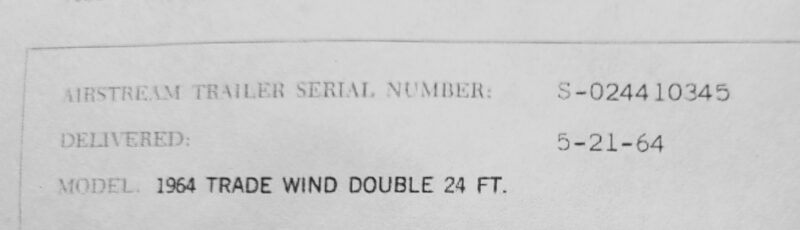 AIRSTREAM TRAILER SERIAL NUMBER: S-024410345
DELIVERED: 5-21-64
MODEL. 1964 TRADE WIND DOUBLE 24 FT.